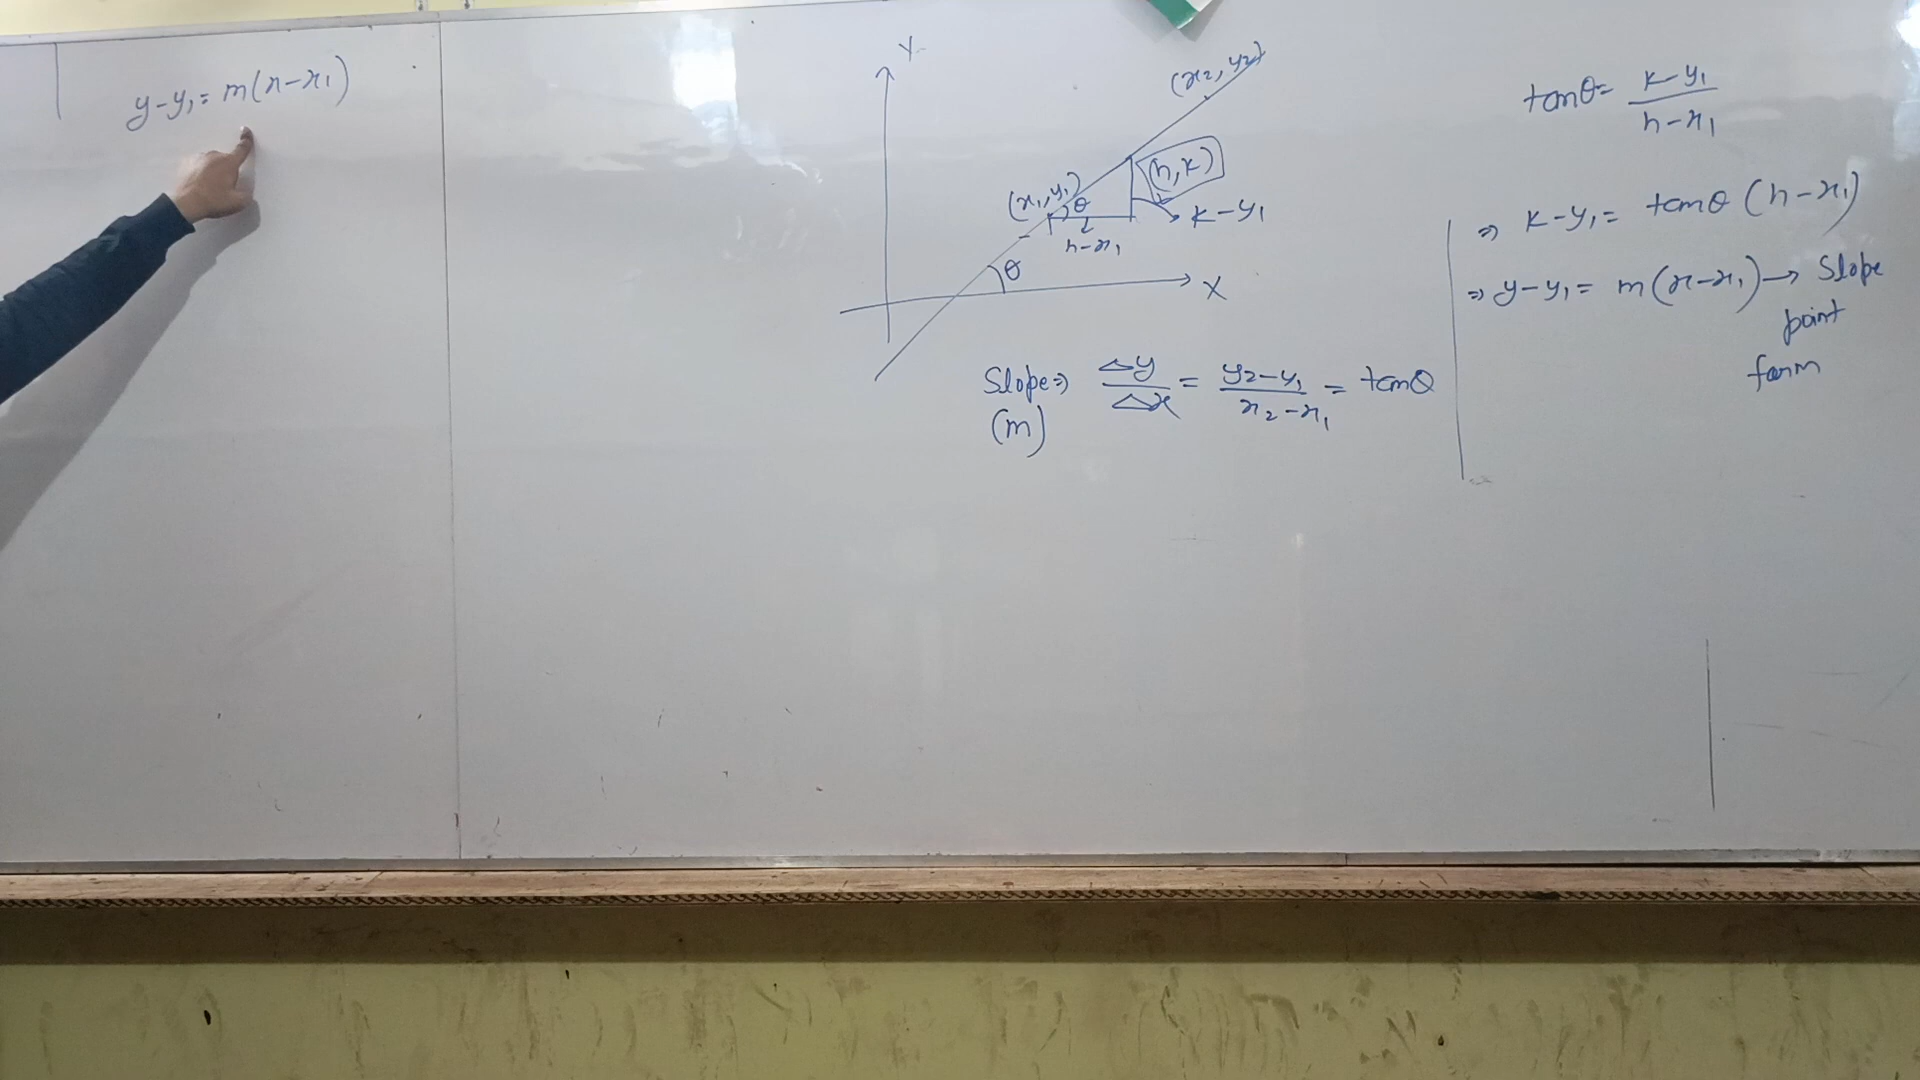 y-y₁= m(x-x₁)
Y
(x₂, y₂)
(x₁, y₁)
θ
(h, k)
k-y₁
h-x₁
θ
X
Slope⇒ Δy/Δx = y₂-y₁/x₂-x₁ = tanθ
(m)
tanθ= k-y₁/h-x₁
⇒ k-y₁= tanθ (h-x₁)
⇒ y-y₁= m(x-x₁)→ Slope
point
form